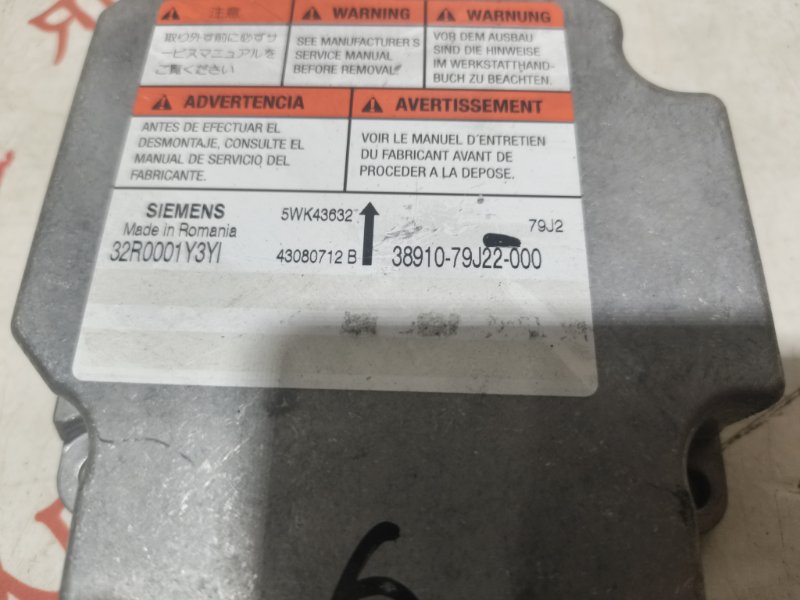 注意
取り外す前に必ずサ
ービスマニュアルを
ご覧ください
WARNING
SEE MANUFACTURER'S
SERVICE MANUAL
BEFORE REMOVAL
WARNUNG
VOR DEM AUSBAU
SIND DIE HINWEISE
IM WERKSTATTHAND-
BUCH ZU BEACHTEN.
ADVERTENCIA
ANTES DE EFECTUAR EL
DESMONTAJE, CONSULTE EL
MANUAL DE SERVICIO DEL
FABRICANTE.
AVERTISSEMENT
VOIR LE MANUEL D'ENTRETIEN
DU FABRICANT AVANT DE
PROCEDER A LA DEPOSE.
SIEMENS
5WK43632
79J2
Made in Romania
32R0001Y3YI
43080712 B
38910-79J22-000